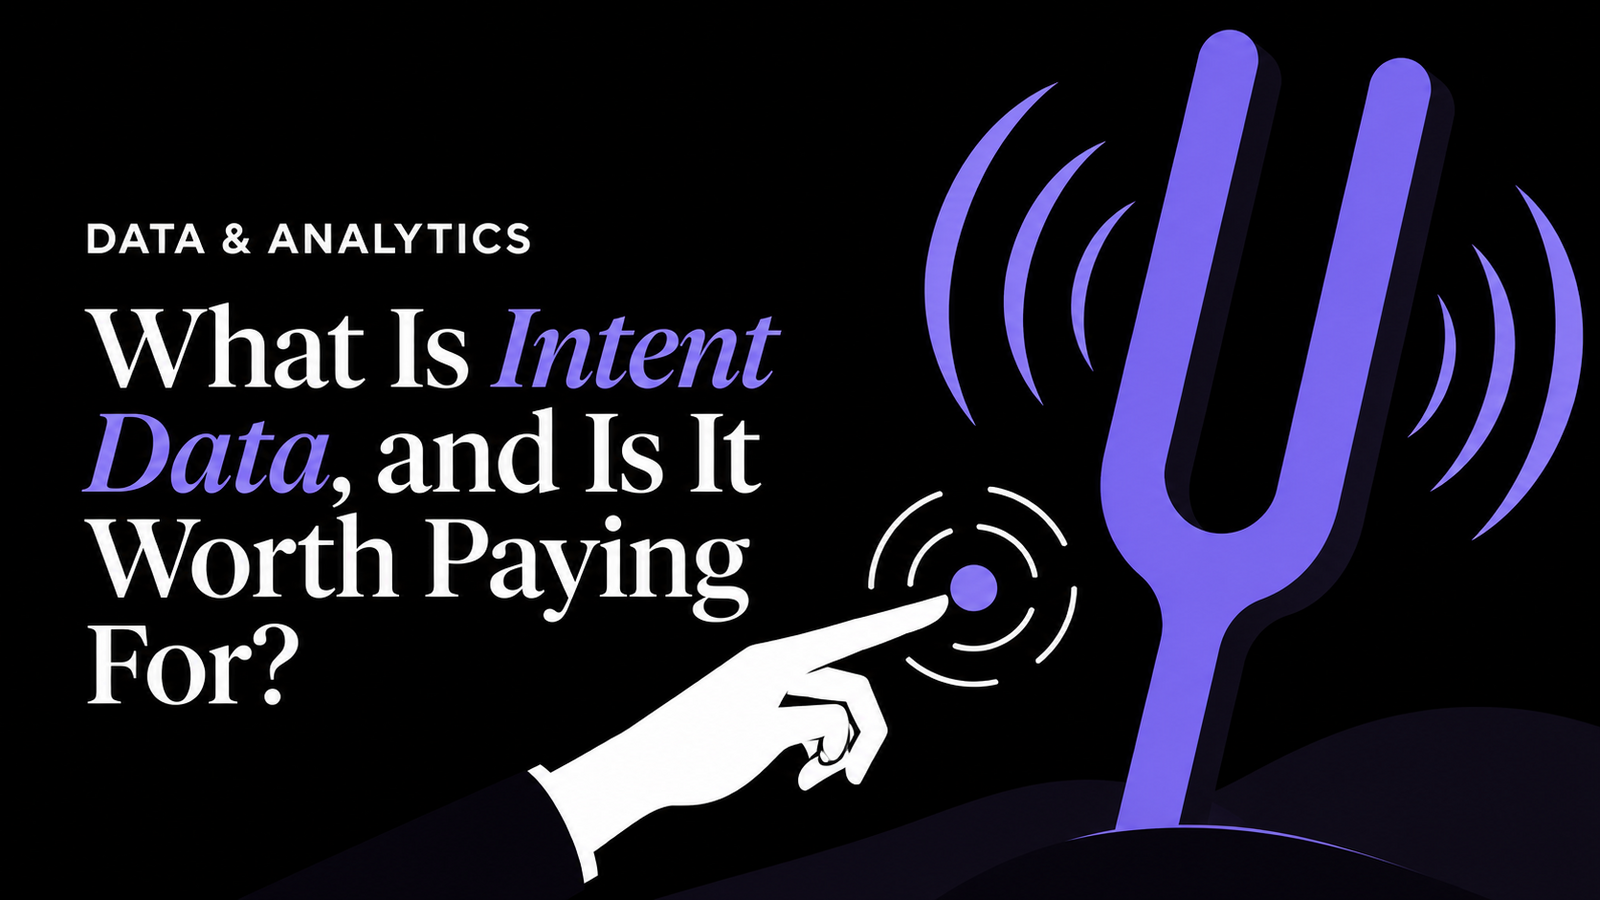 DATA & ANALYTICS
What Is Intent
Data, and Is It
Worth Paying
For?